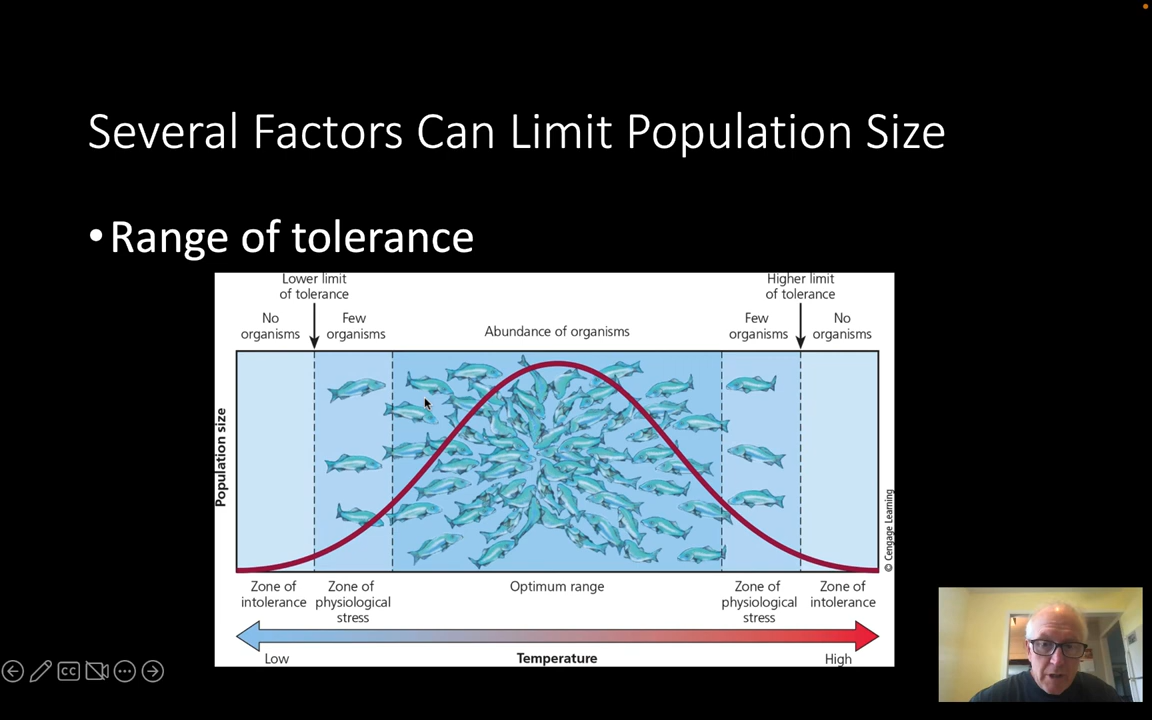 Several Factors Can Limit Population Size
•Range of tolerance
Lower limit
of tolerance
Higher limit
of tolerance
No
organisms
Few
organisms
Abundance of organisms
Few
organisms
No
organisms
Population size
© Cengage Learning
Zone of
intolerance
Zone of
physiological
stress
Optimum range
Zone of
physiological
stress
Zone of
intolerance
Low
Temperature
High
CC